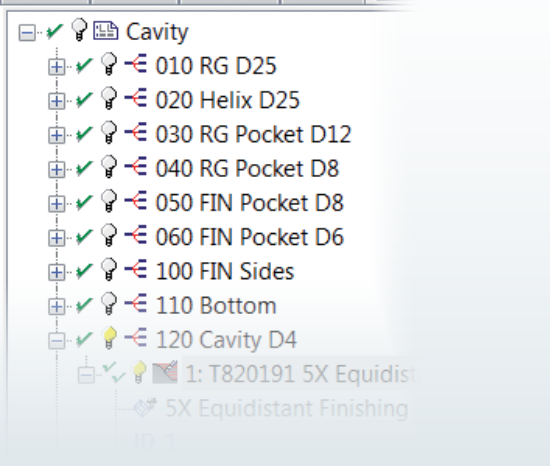 Cavity
010 RG D25
020 Helix D25
030 RG Pocket D12
040 RG Pocket D8
050 FIN Pocket D8
060 FIN Pocket D6
100 FIN Sides
110 Bottom
120 Cavity D4
1: T820191 5X Equidist
5X Equidistant Finishing
ID: 1